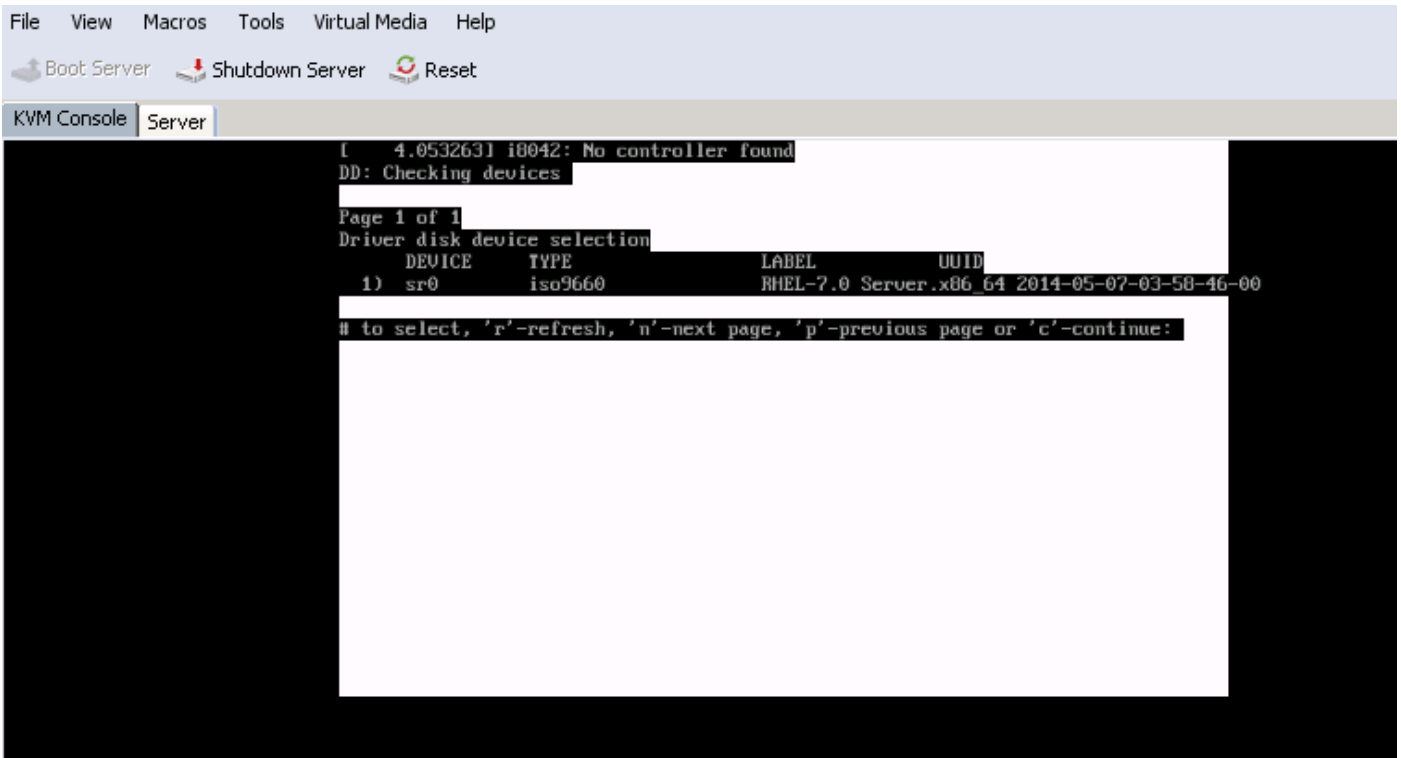 File View Macros Tools Virtual Media Help
Boot Server Shutdown Server Reset
KVM Console Server
[    4.053263] i8042: No controller found
DD: Checking devices
Page 1 of 1
Driver disk device selection
DEVICE TYPE LABEL UUID
1) sr0 iso9660 RHEL-7.0 Server.x86_64 2014-05-07-03-58-46-00
# to select, 'r'-refresh, 'n'-next page, 'p'-previous page or 'c'-continue: